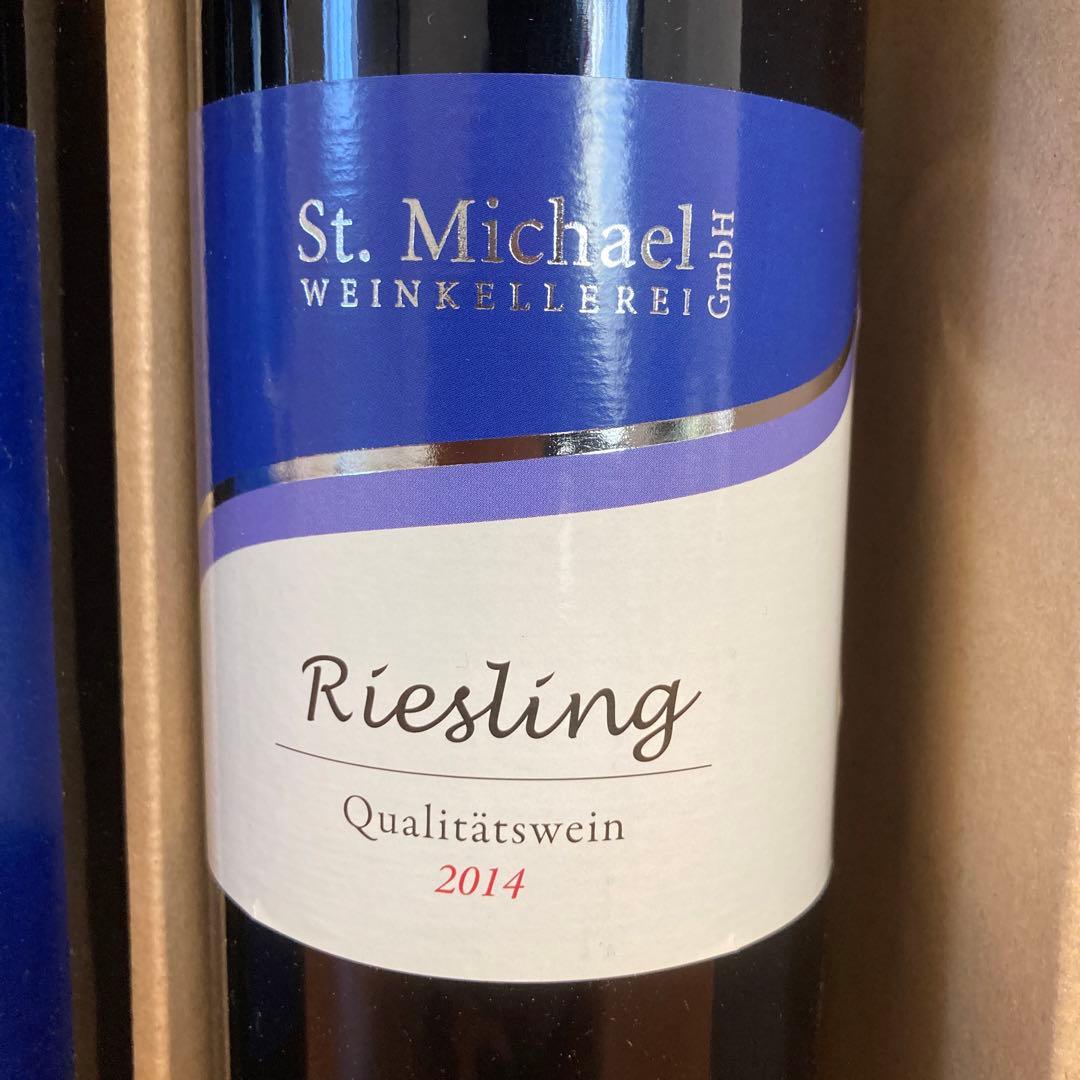 St. Michael GmbH
WEINKELLEREI
Riesling
Qualitätswein
2014